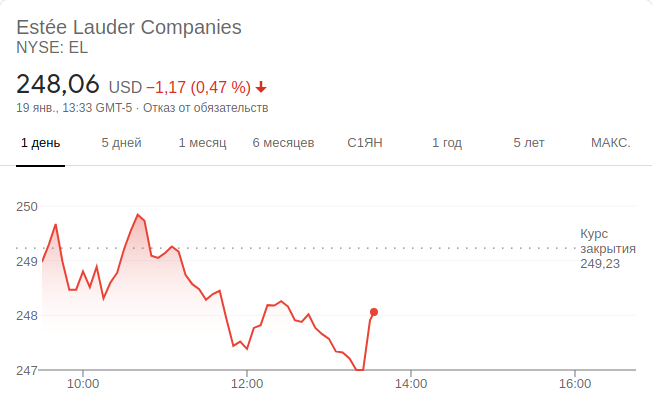 Estée Lauder Companies
NYSE: EL
248,06 USD −1,17 (0,47 %)
19 янв., 13:33 GMT-5 · Отказ от обязательств
1 день 5 дней 1 месяц 6 месяцев С1ЯН 1 год 5 лет МАКС.
250
Курс
закрытия
249,23
249
248
247
10:00 12:00 14:00 16:00